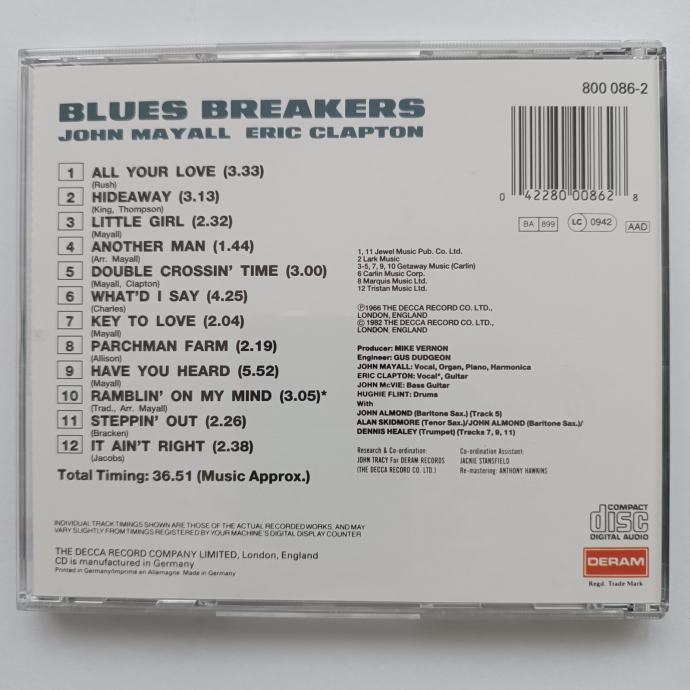 800 086-2
BLUES BREAKERS
JOHN MAYALL ERIC CLAPTON
1 ALL YOUR LOVE (3.33)
(Rush)
2 HIDEAWAY (3.13)
(King, Thompson)
3 LITTLE GIRL (2.32)
(Mayall)
4 ANOTHER MAN (1.44)
(Arr. Mayall)
5 DOUBLE CROSSIN' TIME (3.00)
(Mayall, Clapton)
6 WHAT'D I SAY (4.25)
(Charles)
7 KEY TO LOVE (2.04)
(Mayall)
8 PARCHMAN FARM (2.19)
(Allison)
9 HAVE YOU HEARD (5.52)
(Mayall)
10 RAMBLIN' ON MY MIND (3.05)*
(Trad., Arr. Mayall)
11 STEPPIN' OUT (2.26)
(Bracken)
12 IT AIN'T RIGHT (2.38)
(Jacobs)
Total Timing: 36.51 (Music Approx.)
0 42280 00862 8
BA 899 LC 0942 AAD
1, 11 Jewel Music Pub. Co. Ltd.
2 Lark Music
3-5, 7, 9, 10 Getaway Music (Carlin)
6 Carlin Music Corp.
8 Marquis Music Ltd.
12 Tristan Music Ltd.
℗1966 THE DECCA RECORD CO. LTD.,
LONDON, ENGLAND
©1982 THE DECCA RECORD CO. LTD.,
LONDON, ENGLAND
Producer: MIKE VERNON
Engineer: GUS DUDGEON
JOHN MAYALL: Vocal, Organ, Piano, Harmonica
ERIC CLAPTON: Vocal*, Guitar
JOHN McVIE: Bass Guitar
HUGHIE FLINT: Drums
With
JOHN ALMOND (Baritone Sax.) (Track 5)
ALAN SKIDMORE (Tenor Sax.)/JOHN ALMOND (Baritone Sax.)/
DENNIS HEALEY (Trumpet) (Tracks 7, 9, 11)
Research & Co-ordination:
JOHN TRACY For DERAM RECORDS
(THE DECCA RECORD CO. LTD.)
Co-ordination Assistant:
JACKIE STANSFIELD
Re-mastering: ANTHONY HAWKINS
INDIVIDUAL TRACK TIMINGS SHOWN ARE THOSE OF THE ACTUAL RECORDED WORKS, AND MAY
VARY SLIGHTLY FROM TIMINGS REGISTERED BY YOUR MACHINE'S DIGITAL DISPLAY COUNTER
THE DECCA RECORD COMPANY LIMITED, London, England
CD is manufactured in Germany
Printed in Germany/Imprimé en Allemagne Made in Germany
COMPACT
disc
DIGITAL AUDIO
DERAM
Regd. Trade Mark